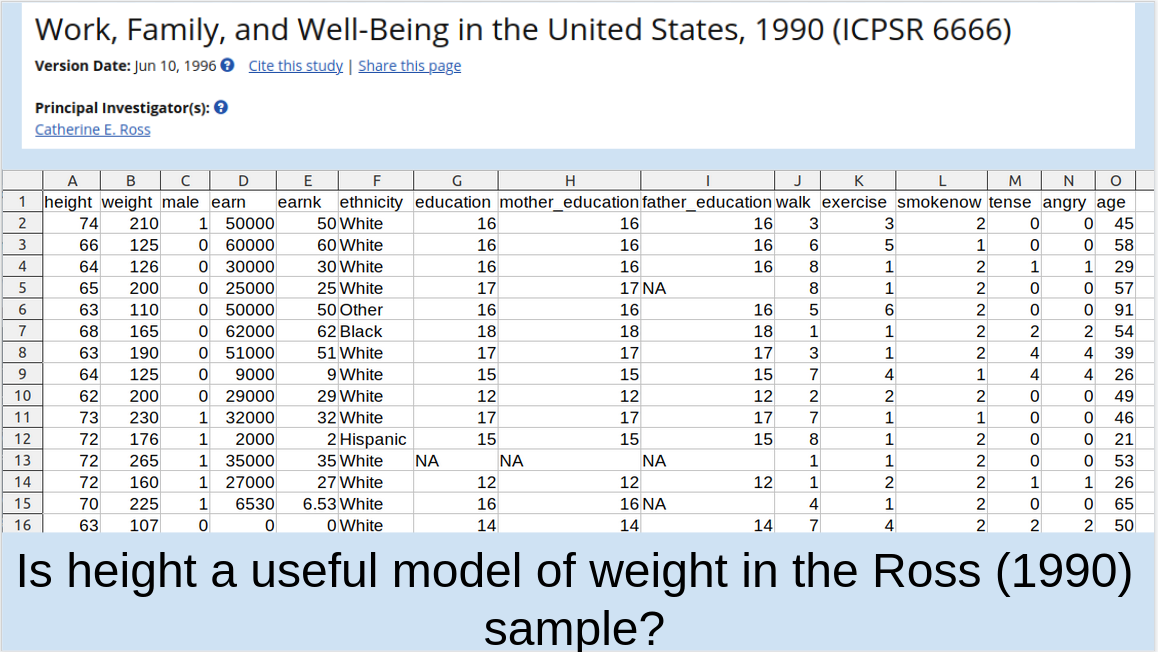 Work, Family, and Well-Being in the United States, 1990 (ICPSR 6666)
Version Date: Jun 10, 1996 ? Cite this study | Share this page
Principal Investigator(s): ?
Catherine E. Ross
A B C D E F G H I J K L M N O
1 height weight male earn earnk ethnicity education mother_education father_education walk exercise smokenow tense angry age
2 74 210 1 50000 50 White 16 16 16 3 3 2 0 0 45
3 66 125 0 60000 60 White 16 16 16 6 5 1 0 0 58
4 64 126 0 30000 30 White 16 16 16 8 1 2 1 1 29
5 65 200 0 25000 25 White 17 17 NA 8 1 2 0 0 57
6 63 110 0 50000 50 Other 16 16 16 5 6 2 0 0 91
7 68 165 0 62000 62 Black 18 18 18 1 1 2 2 2 54
8 63 190 0 51000 51 White 17 17 17 3 1 2 4 4 39
9 64 125 0 9000 9 White 15 15 15 7 4 1 4 4 26
10 62 200 0 29000 29 White 12 12 12 2 2 2 0 0 49
11 73 230 1 32000 32 White 17 17 17 7 1 1 0 0 46
12 72 176 1 2000 2 Hispanic 15 15 15 8 1 2 0 0 21
13 72 265 1 35000 35 White NA NA NA 1 1 2 0 0 53
14 72 160 1 27000 27 White 12 12 12 1 2 2 1 1 26
15 70 225 1 6530 6.53 White 16 16 NA 4 1 2 0 0 65
16 63 107 0 0 0 White 14 14 14 7 4 2 2 2 50
Is height a useful model of weight in the Ross (1990)
sample?